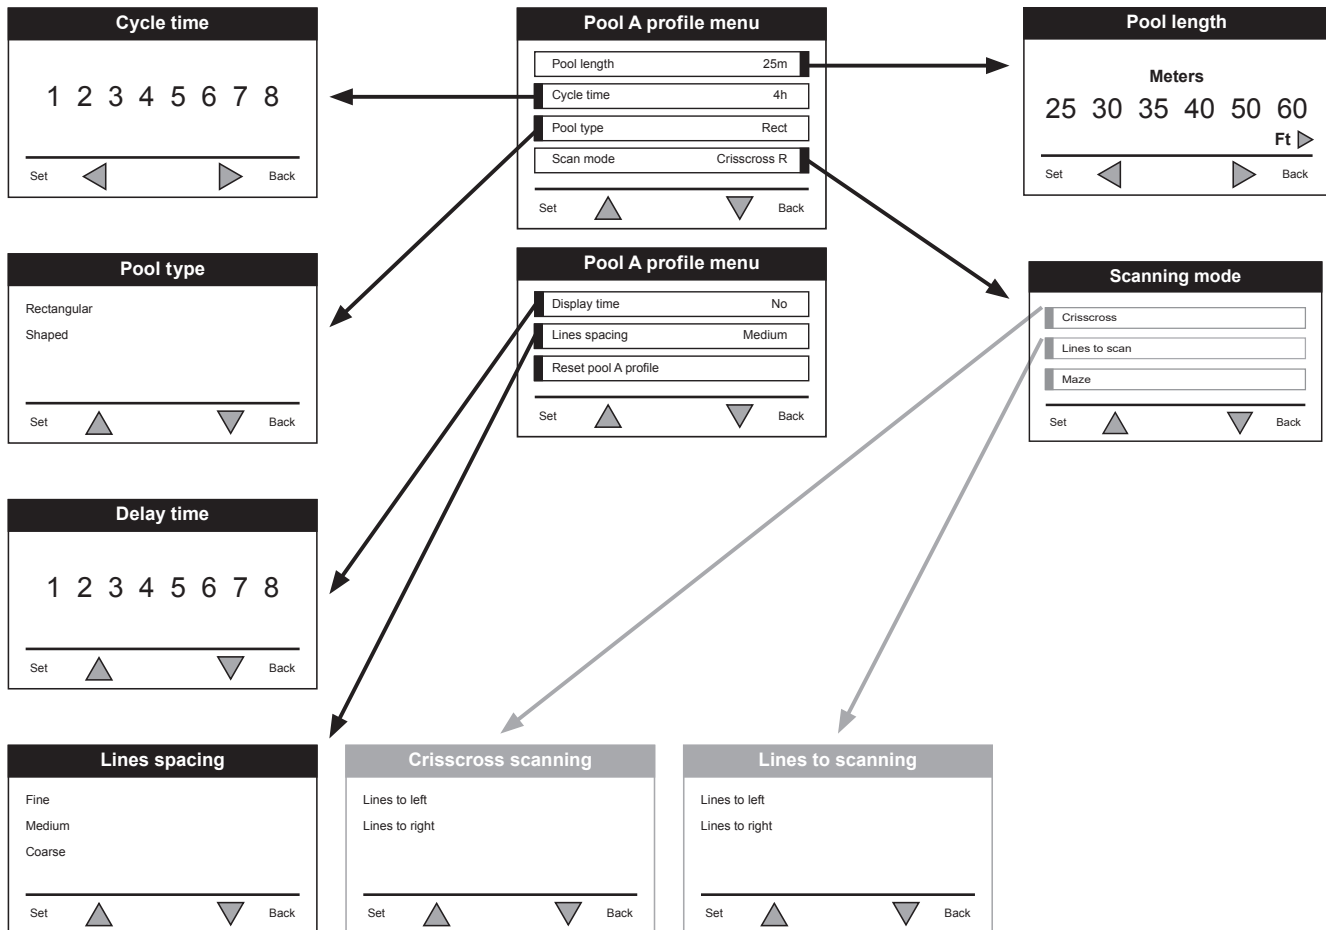 Cycle time
1 2 3 4 5 6 7 8
Set Back
Pool A profile menu
Pool length 25m
Cycle time 4h
Pool type Rect
Scan mode Crisscross R
Set Back
Pool length
Meters
25 30 35 40 50 60
Ft
Set Back
Pool type
Rectangular
Shaped
Set Back
Pool A profile menu
Display time No
Lines spacing Medium
Reset pool A profile
Set Back
Scanning mode
Crisscross
Lines to scan
Maze
Set Back
Delay time
1 2 3 4 5 6 7 8
Set Back
Lines spacing
Fine
Medium
Coarse
Set Back
Crisscross scanning
Lines to left
Lines to right
Set Back
Lines to scanning
Lines to left
Lines to right
Set Back